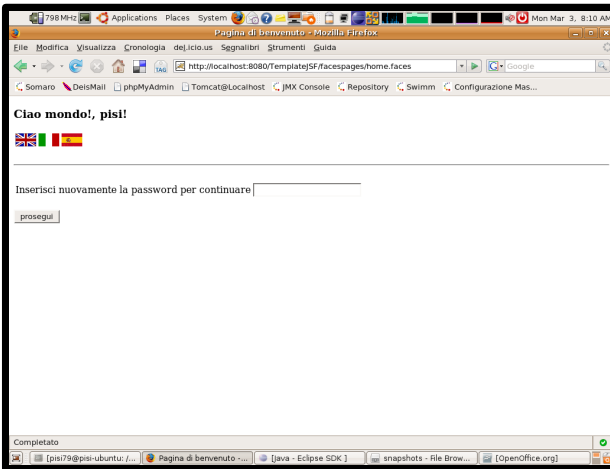 798 MHz Applications Places System Mon Mar 3, 8:10 AM
Pagina di benvenuto - Mozilla Firefox
File Modifica Visualizza Cronologia del.icio.us Segnalibri Strumenti Guida
TAG http://localhost:8080/TemplateJSF/facespages/home.faces G Google
Somaro DeisMail phpMyAdmin Tomcat@Localhost JMX Console Repository Swimm Configurazione Mas...
Ciao mondo!, pisi!
Inserisci nuovamente la password per continuare
prosegui
Completato
[pisi79@pisi-ubuntu: /... Pagina di benvenuto -... [Java - Eclipse SDK ] snapshots - File Brow... [OpenOffice.org]